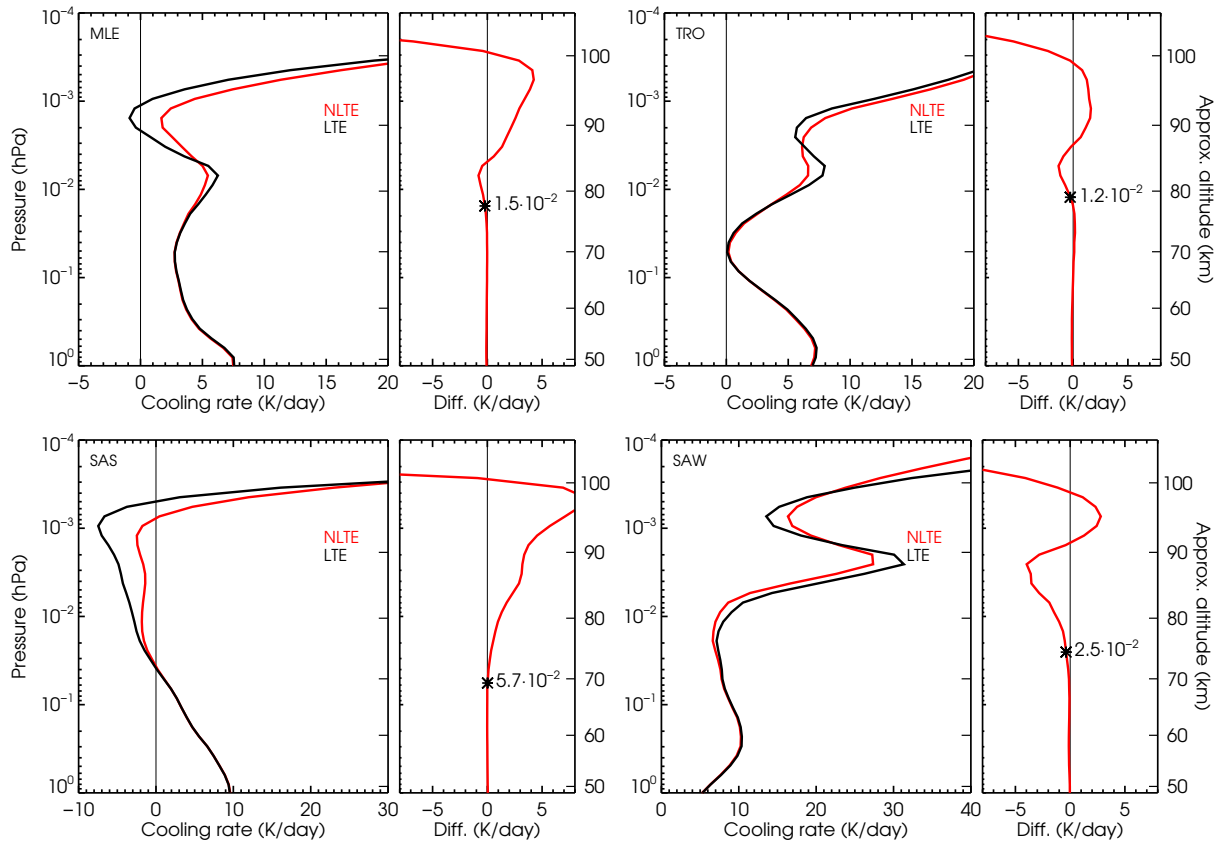 MLE
NLTE
LTE
Pressure (hPa)
10⁻⁴
10⁻³
10⁻²
10⁻¹
10⁰
−5 0 5 10 15 20
Cooling rate (K/day)
1.5·10⁻²
−5 0 5
Diff. (K/day)
100
90
80
70
60
50
TRO
NLTE
LTE
10⁻⁴
10⁻³
10⁻²
10⁻¹
10⁰
−5 0 5 10 15 20
Cooling rate (K/day)
1.2·10⁻²
−5 0 5
Diff. (K/day)
100
90
80
70
60
50
Approx. altitude (km)
SAS
NLTE
LTE
Pressure (hPa)
10⁻⁴
10⁻³
10⁻²
10⁻¹
10⁰
−10 0 10 20 30
Cooling rate (K/day)
5.7·10⁻²
−5 0 5
Diff. (K/day)
100
90
80
70
60
50
SAW
NLTE
LTE
10⁻⁴
10⁻³
10⁻²
10⁻¹
10⁰
0 10 20 30 40
Cooling rate (K/day)
2.5·10⁻²
−5 0 5
Diff. (K/day)
100
90
80
70
60
50
Approx. altitude (km)